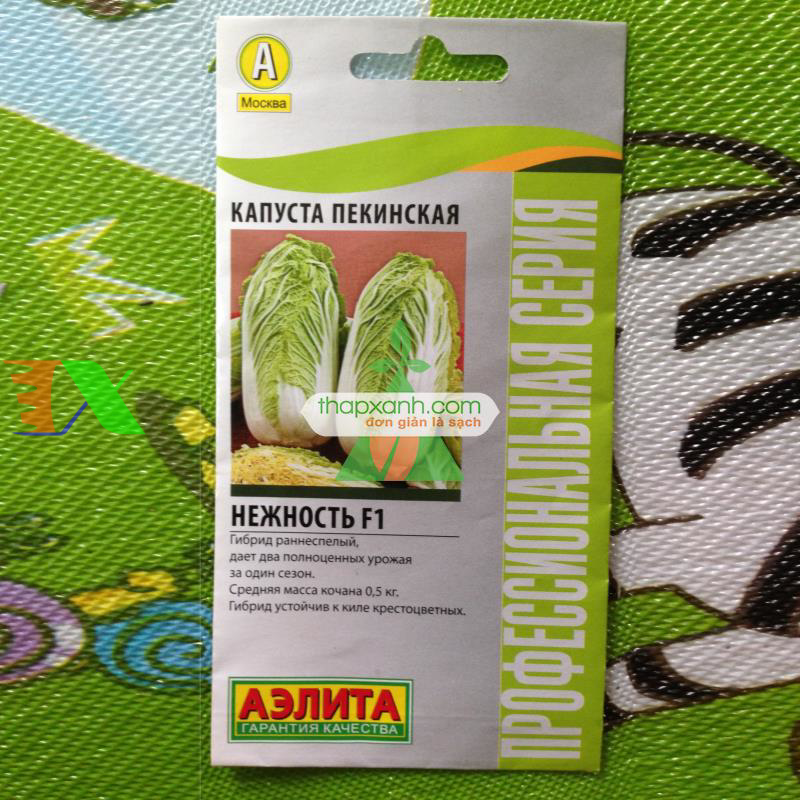 А
Москва
КАПУСТА ПЕКИНСКАЯ
thapxanh.com
đơn giản là sạch
НЕЖНОСТЬ F1
Гибрид раннеспелый,
дает два полноценных урожая
за один сезон.
Средняя масса кочана 0,5 кг.
Гибрид устойчив к киле крестоцветных.
АЭЛИТА
ГАРАНТИЯ КАЧЕСТВА
ПРОФЕССИОНАЛЬНАЯ СЕРИЯ